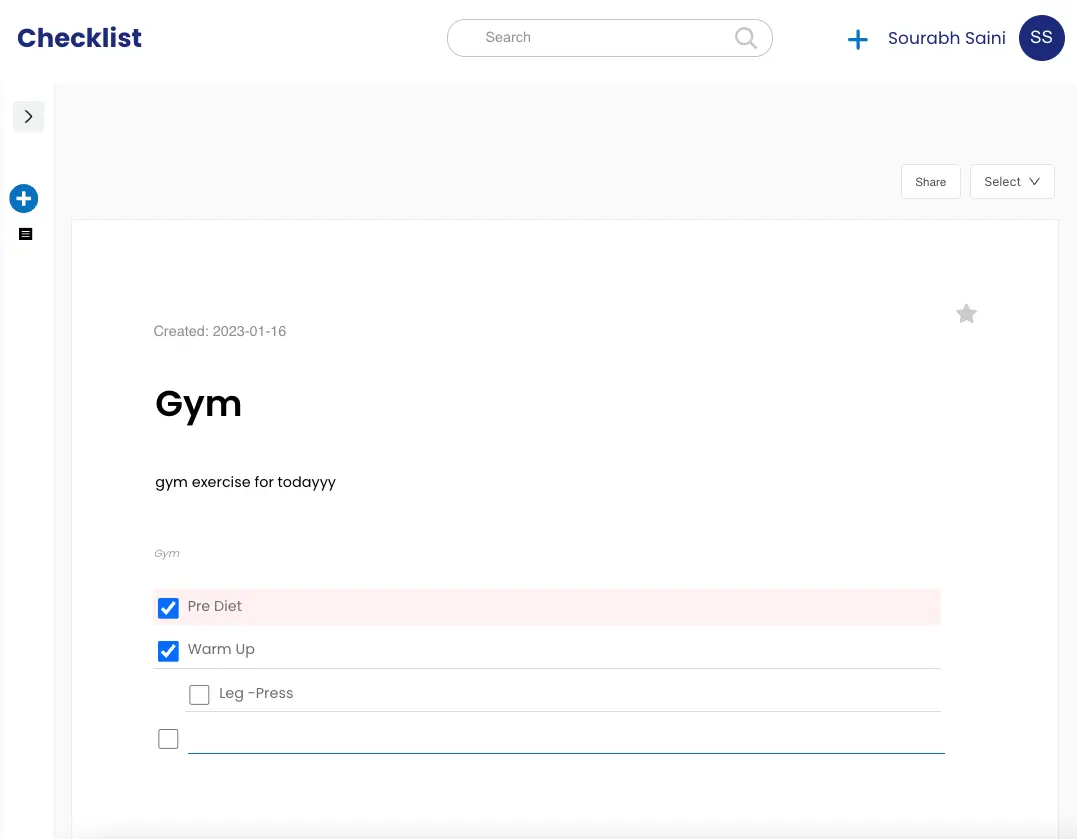 Checklist
Search
Sourabh Saini
SS
Share
Select
Created: 2023-01-16
Gym
gym exercise for todayyy
Gym
Pre Diet
Warm Up
Leg -Press